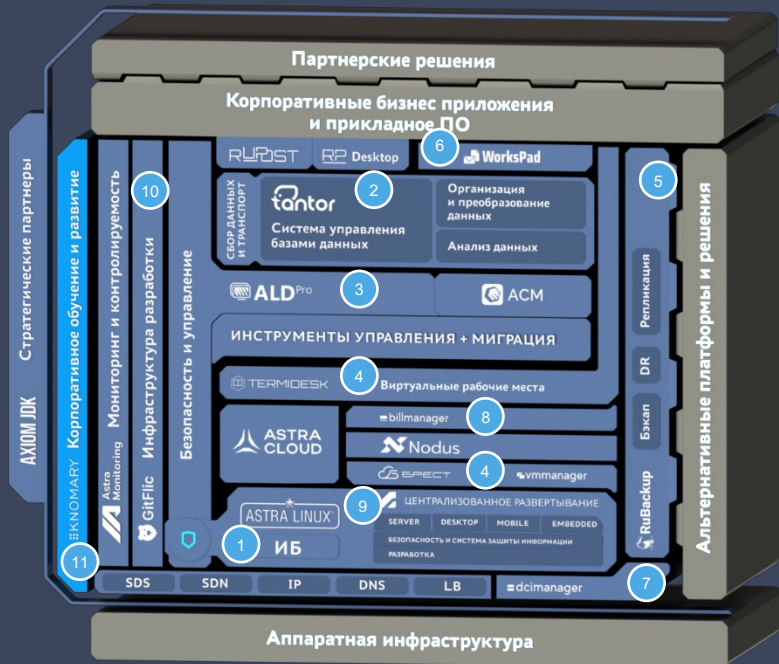 Партнерские решения
Корпоративные бизнес приложения
и прикладное ПО
Стратегические партнеры
AXIOM JDK
Корпоративное обучение и развитие
KNOMARY
11
Мониторинг и контролируемость
Astra
Monitoring
10
Инфраструктура разработки
GitFlic
Безопасность и управление
RUPOST
RP Desktop
6
WorksPad
СБОР ДАННЫХ
И ТРАНСПОРТ
2
tantor
Система управления
базами данных
Организация
и преобразование
данных
Анализ данных
ALD Pro
3
ACM
ИНСТРУМЕНТЫ УПРАВЛЕНИЯ + МИГРАЦИЯ
TERMIDESK
4
Виртуальные рабочие места
ASTRA
CLOUD
billmanager
8
Nodus
БРЕСТ
4
vmmanager
ASTRA LINUX
9
ЦЕНТРАЛИЗОВАННОЕ РАЗВЕРТЫВАНИЕ
SERVER
DESKTOP
MOBILE
EMBEDDED
1
ИБ
БЕЗОПАСНОСТЬ И СИСТЕМА ЗАЩИТЫ ИНФОРМАЦИИ
РАЗРАБОТКА
5
Репликация
DR
Бэкап
RuBackup
Альтернативные платформы и решения
SDS
SDN
IP
DNS
LB
dcimanager
7
Аппаратная инфраструктура